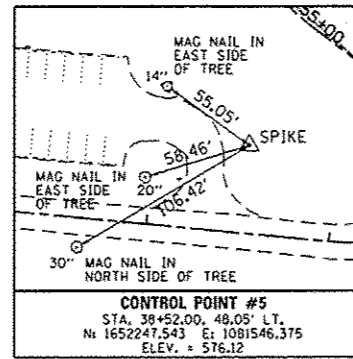 MAG NAIL IN
EAST SIDE
OF TREE
14"
55+00
55.05'
SPIKE
58.46'
MAG NAIL IN
EAST SIDE
OF TREE
20"
106.42'
30"
MAG NAIL IN
NORTH SIDE OF TREE
CONTROL POINT #5
STA. 38+52.00, 48.05' LT.
N: 1652247.543 E: 1081546.375
ELEV. = 576.12